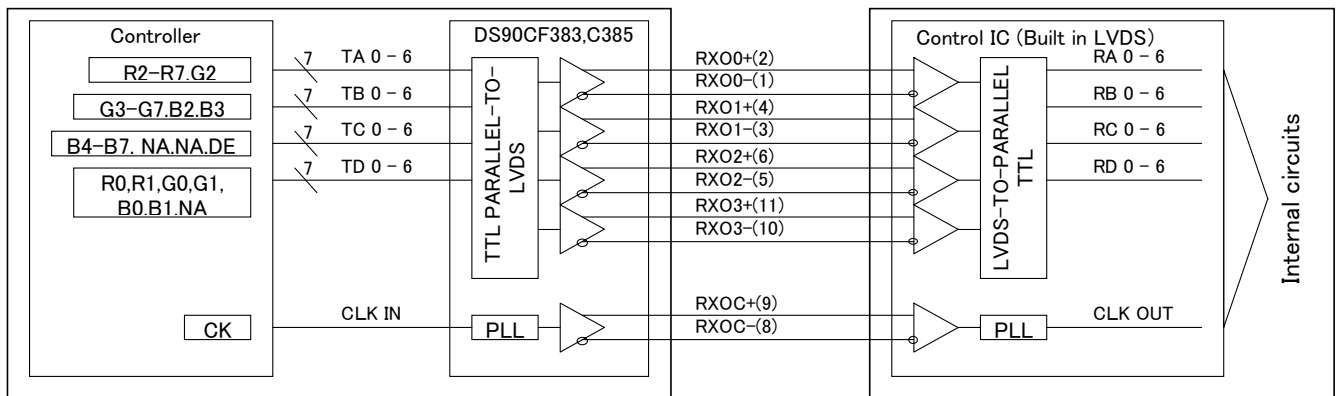 Controller
R2-R7.G2
G3-G7.B2.B3
B4-B7. NA.NA.DE
R0,R1,G0,G1,
B0.B1.NA
CK
7
TA 0 - 6
7
TB 0 - 6
7
TC 0 - 6
7
TD 0 - 6
CLK IN
DS90CF383,C385
TTL PARALLEL-TO-
LVDS
PLL
RXO0+(2)
RXO0-(1)
RXO1+(4)
RXO1-(3)
RXO2+(6)
RXO2-(5)
RXO3+(11)
RXO3-(10)
RXOC+(9)
RXOC-(8)
Control IC (Built in LVDS)
LVDS-TO-PARALLEL
TTL
PLL
RA 0 - 6
RB 0 - 6
RC 0 - 6
RD 0 - 6
CLK OUT
Internal circuits